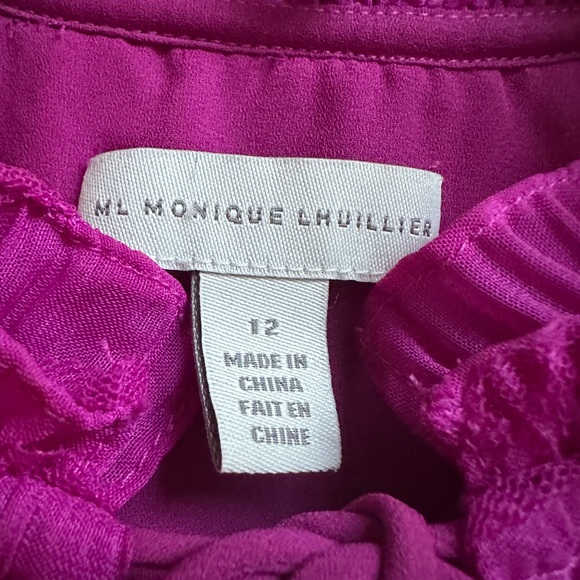 ML MONIQUE LHUILLIER
12
MADE IN
CHINA
FAIT EN
CHINE